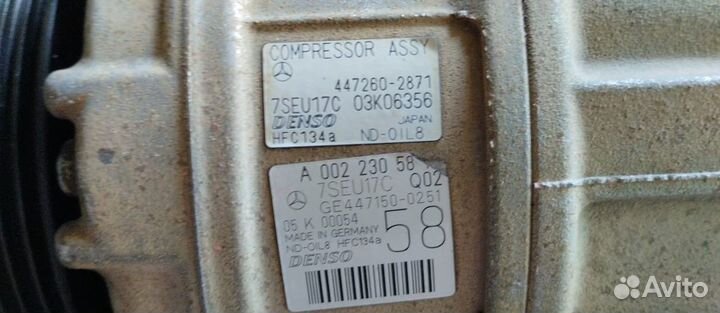 COMPRESSOR ASSY
447260-2871
7SEU17C 03K06356
DENSO JAPAN
HFC134a ND-OIL8
A 002 230 58
7SEU17C Q02
GE447150-0251
05 K 00054
MADE IN GERMANY 58
ND-OIL8 HFC134a
DENSO
Avito